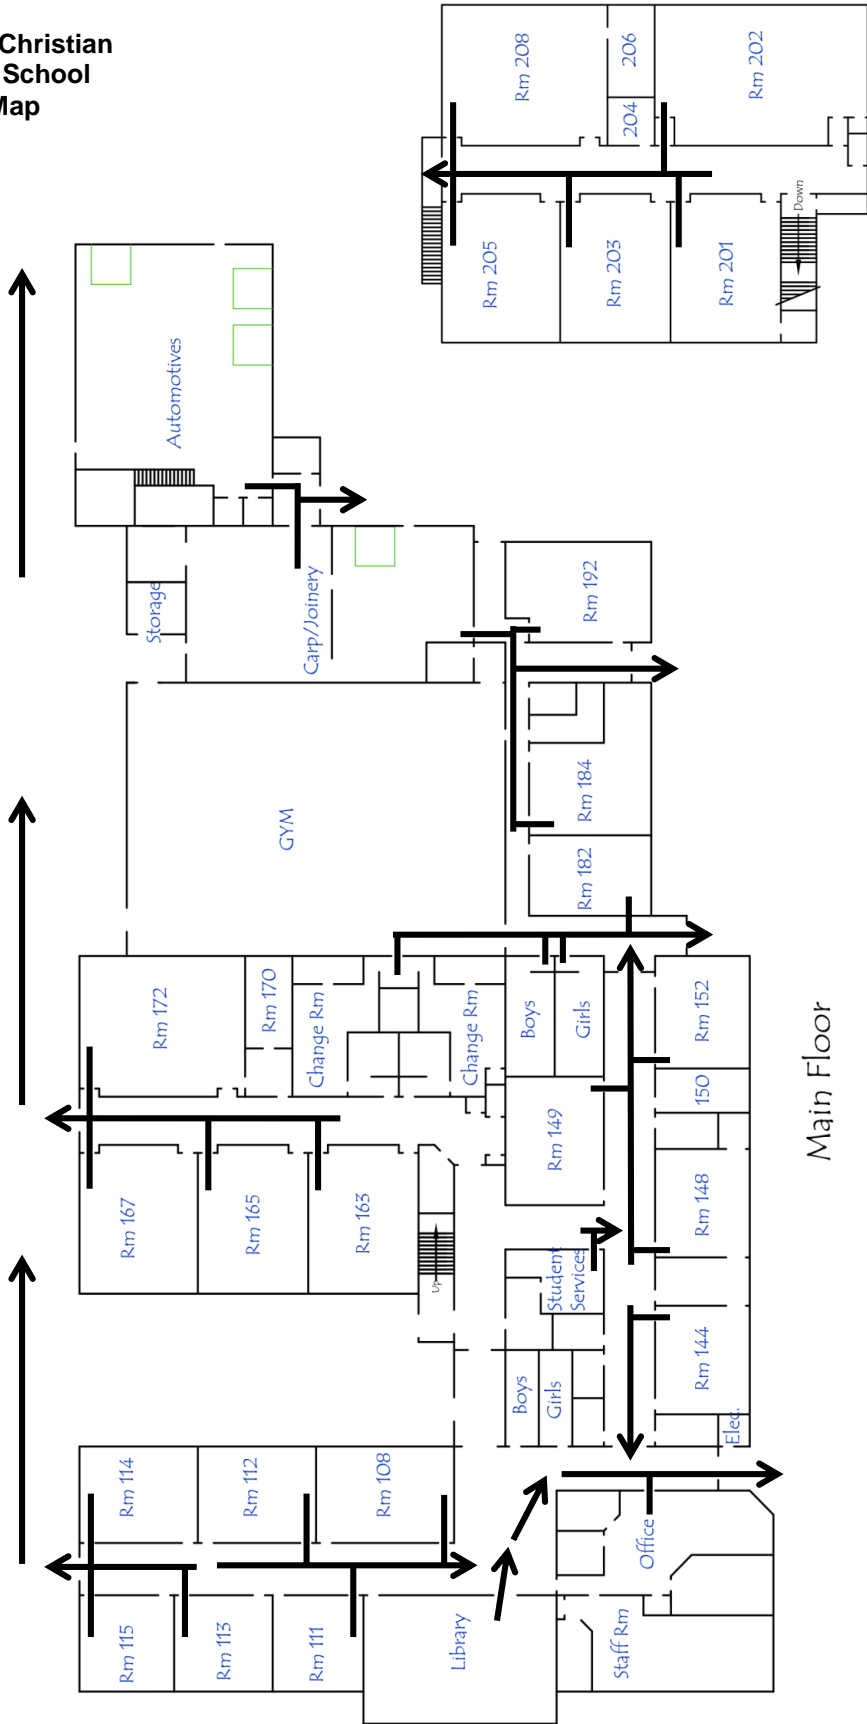 Christian
School
Map
Rm 208
206
204
Rm 202
Rm 205
Rm 203
Rm 201
Down
Automotives
Storage
Carp/Joinery
Rm 192
GYM
Rm 184
Rm 182
Rm 172
Rm 170
Change Rm
Change Rm
Boys
Girls
Rm 152
150
Rm 149
Rm 148
Rm 167
Rm 165
Rm 163
Up
Student
Services
Rm 144
Boys
Girls
Elec.
Rm 114
Rm 112
Rm 108
Rm 115
Rm 113
Rm 111
Library
Office
Staff Rm
Main Floor